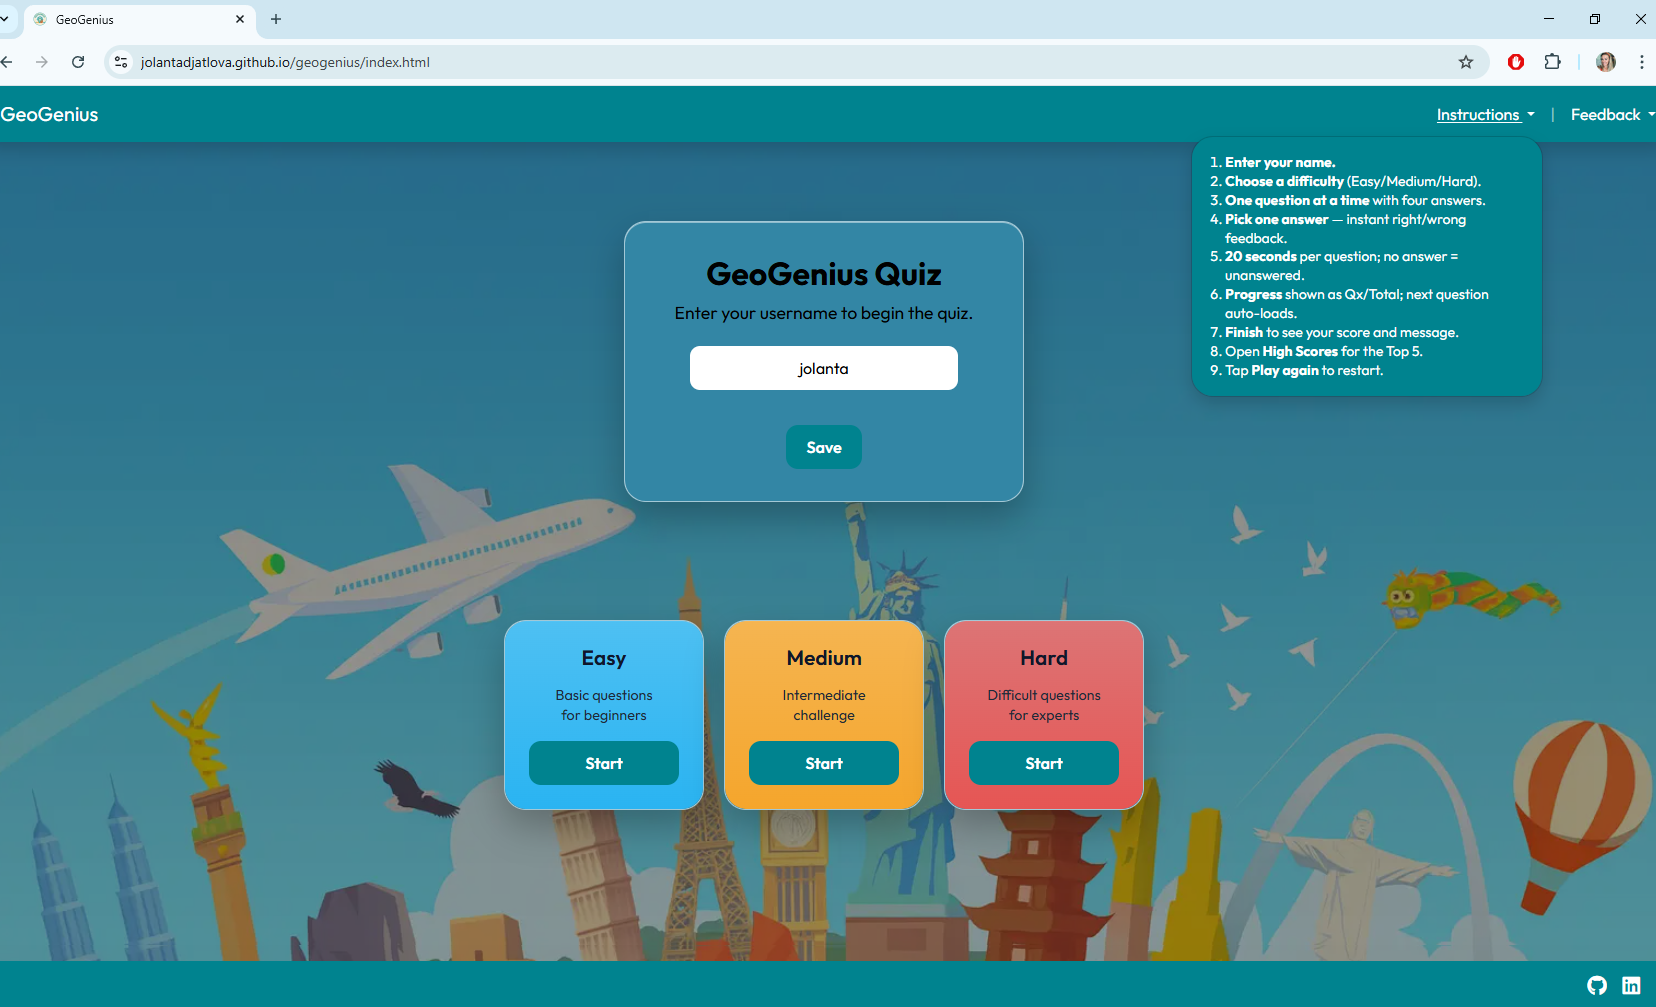 GeoGenius
jolantadjatlova.github.io/geogenius/index.html
GeoGenius
Instructions
|
Feedback
1. Enter your name.
2. Choose a difficulty (Easy/Medium/Hard).
3. One question at a time with four answers.
4. Pick one answer — instant right/wrong
feedback.
5. 20 seconds per question; no answer =
unanswered.
6. Progress shown as Qx/Total; next question
auto-loads.
7. Finish to see your score and message.
8. Open High Scores for the Top 5.
9. Tap Play again to restart.
GeoGenius Quiz
Enter your username to begin the quiz.
jolanta
Save
Easy
Basic questions
for beginners
Start
Medium
Intermediate
challenge
Start
Hard
Difficult questions
for experts
Start